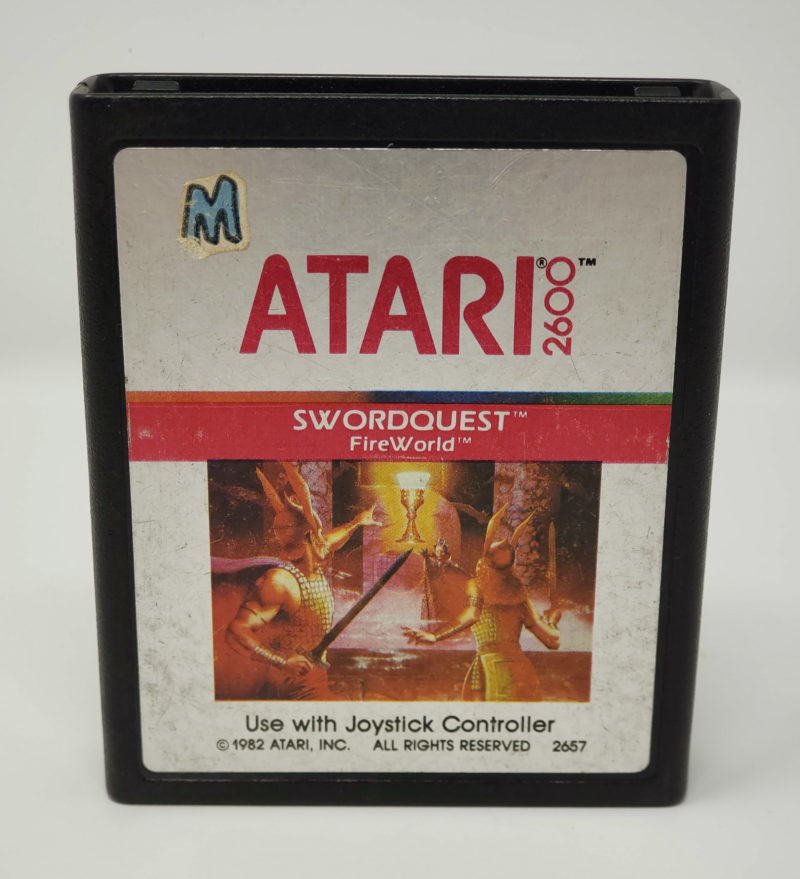 M
ATARI® 2600™
SWORDQUEST™
FireWorld™
Use with Joystick Controller
© 1982 ATARI, INC. ALL RIGHTS RESERVED 2657